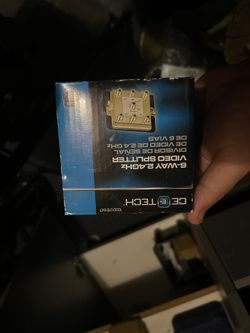 CE TECH
6-WAY 2.4GHz
VIDEO SPLITTER
DIVISOR DE SEÑAL
DE VIDEO DE 2.4 GHz
DE 6 VIAS